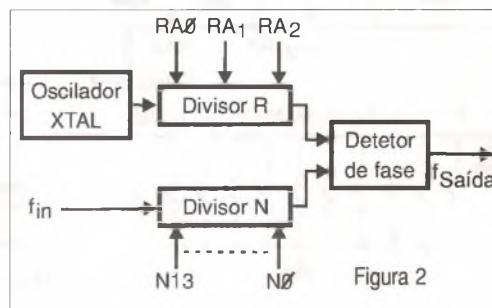 RAØ RA1 RA2
Oscilador
XTAL
Divisor R
Detetor
de fase
fSaída
fin
Divisor N
N13
NØ
Figura 2